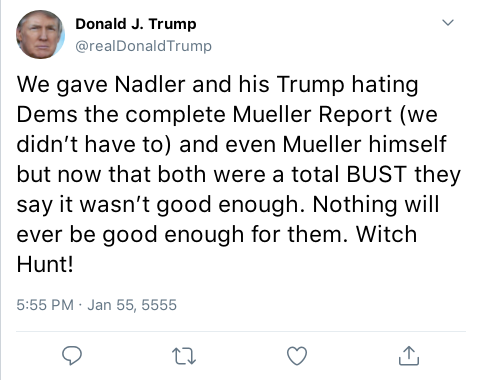 Donald J. Trump
@realDonaldTrump
We gave Nadler and his Trump hating
Dems the complete Mueller Report (we
didn’t have to) and even Mueller himself
but now that both were a total BUST they
say it wasn’t good enough. Nothing will
ever be good enough for them. Witch
Hunt!
5:55 PM · Jan 55, 5555